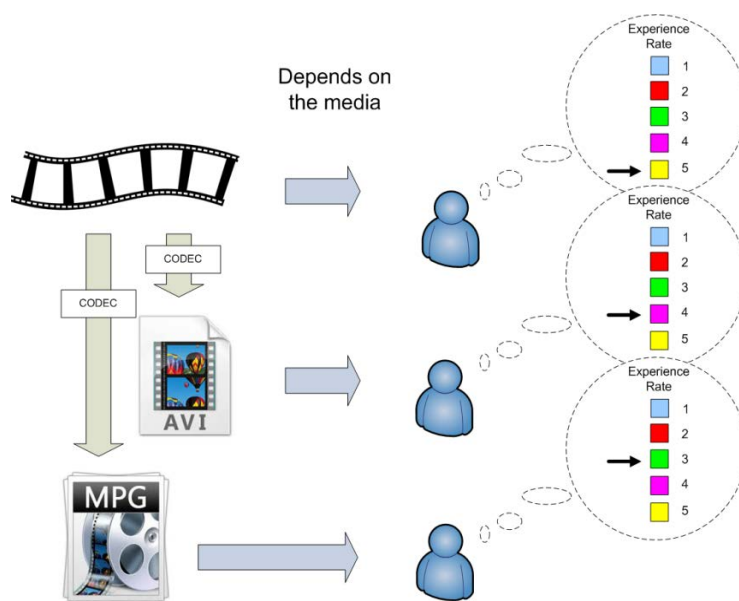 Depends on
the media
CODEC
CODEC
AVI
MPG
Experience
Rate
1
2
3
4
5
Experience
Rate
1
2
3
4
5
Experience
Rate
1
2
3
4
5